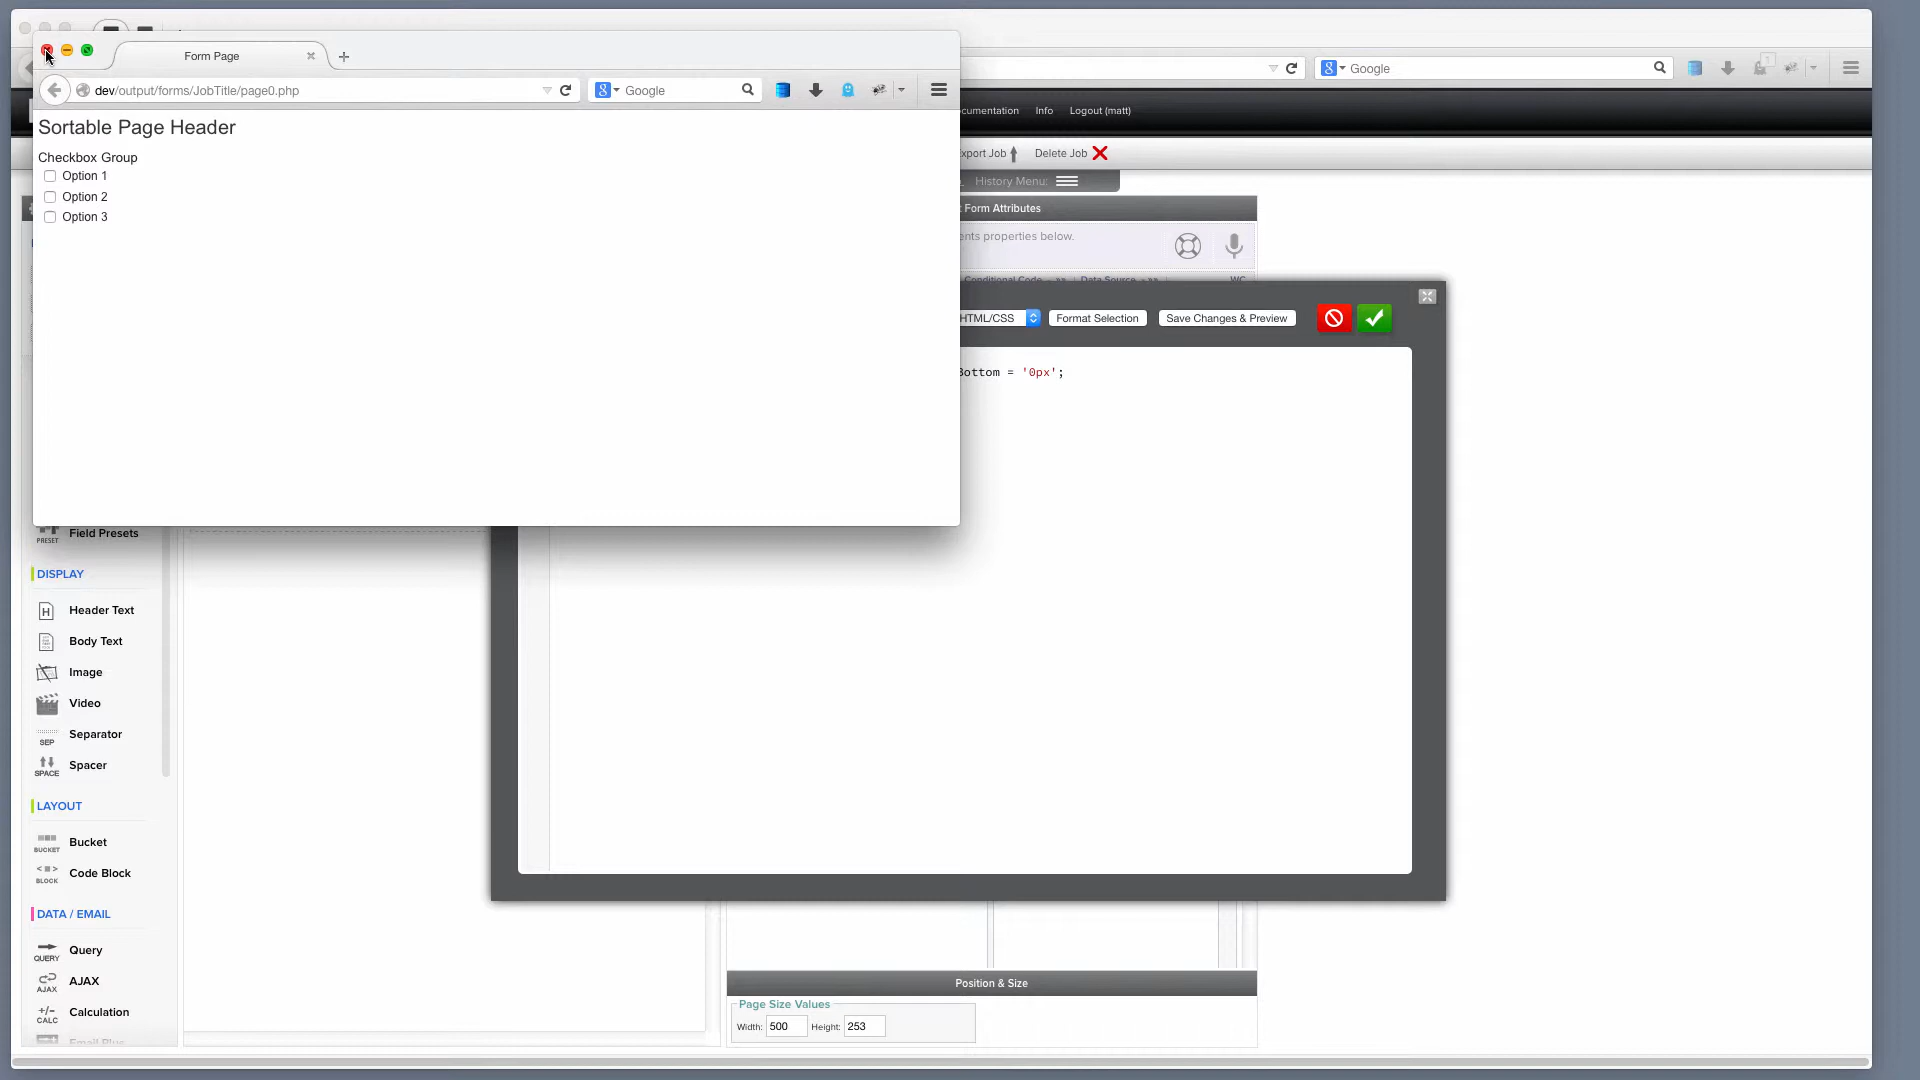 Form Page
dev/output/forms/JobTitle/page0.php
Google
Google
Sortable Page Header
Checkbox Group
Option 1
Option 2
Option 3
Info
Logout (matt)
Delete Job
History Menu:
Form Attributes
properties below.
Conditional Code
Data Source
HTML/CSS
Format Selection
Save Changes & Preview
Bottom = '0px';
PRESET
Field Presets
DISPLAY
H
Header Text
Body Text
Image
Video
SEP
Separator
SPACE
Spacer
LAYOUT
BUCKET
Bucket
BLOCK
Code Block
DATA / EMAIL
QUERY
Query
AJAX
AJAX
+/-
CALC
Calculation
Position & Size
Page Size Values
Width: 500 Height: 253